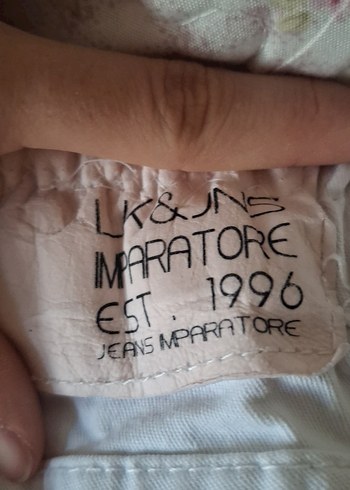 LK&JNS
IMPARATORE
EST. 1996
JEANS IMPARATORE